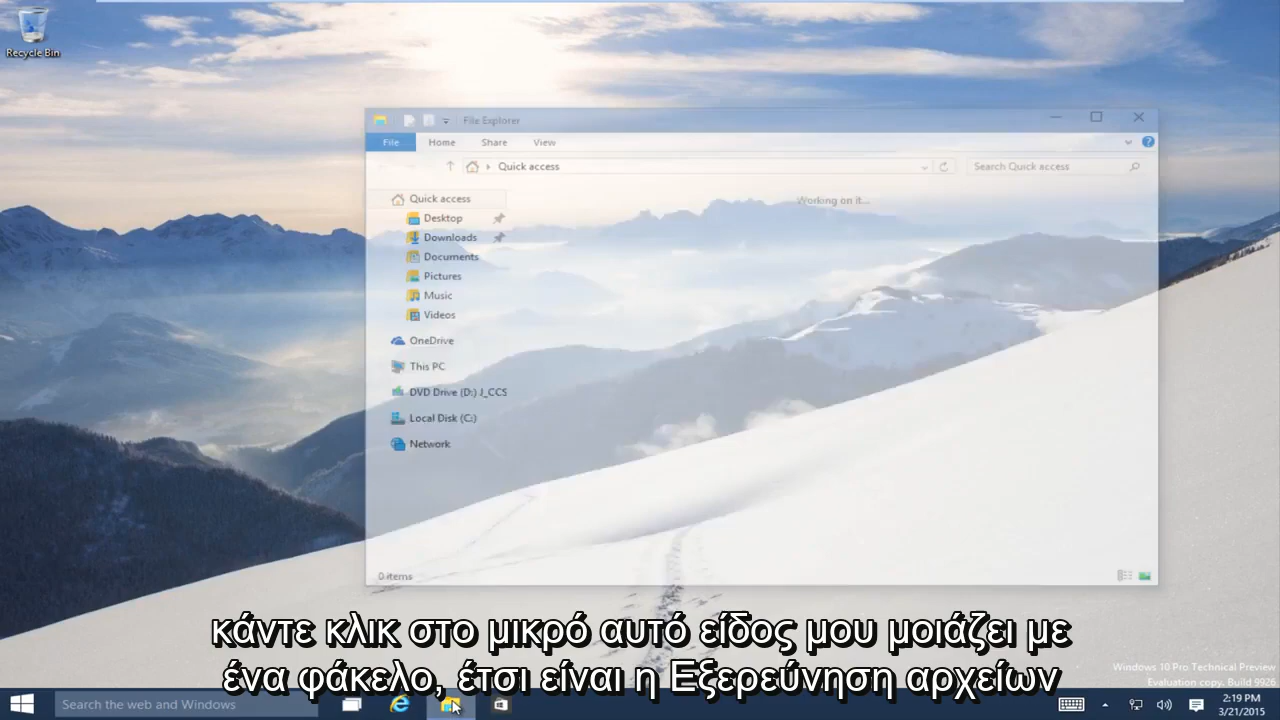 Recycle Bin
File Explorer
File Home Share View
Quick access
Search Quick access
Quick access
Working on it...
Desktop
Downloads
Documents
Pictures
Music
Videos
OneDrive
This PC
DVD Drive (D:) J_CCS
Local Disk (C:)
Network
0 items
κάντε κλικ στο μικρό αυτό είδος μου μοιάζει με
ένα φάκελο, έτσι είναι η Εξερεύνηση αρχείων
Windows 10 Pro Technical Preview
Evaluation copy. Build 9926
Search the web and Windows
2:19 PM
3/21/2015